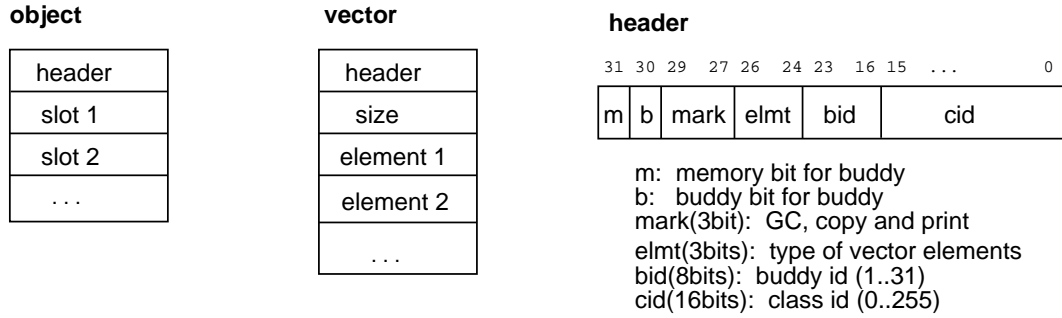 object
header
slot 1
slot 2
. . .
vector
header
size
element 1
element 2
. . .
header
31 30 29 27 26 24 23 16 15 ... 0
m b mark elmt bid cid
m: memory bit for buddy
b: buddy bit for buddy
mark(3bit): GC, copy and print
elmt(3bits): type of vector elements
bid(8bits): buddy id (1..31)
cid(16bits): class id (0..255)